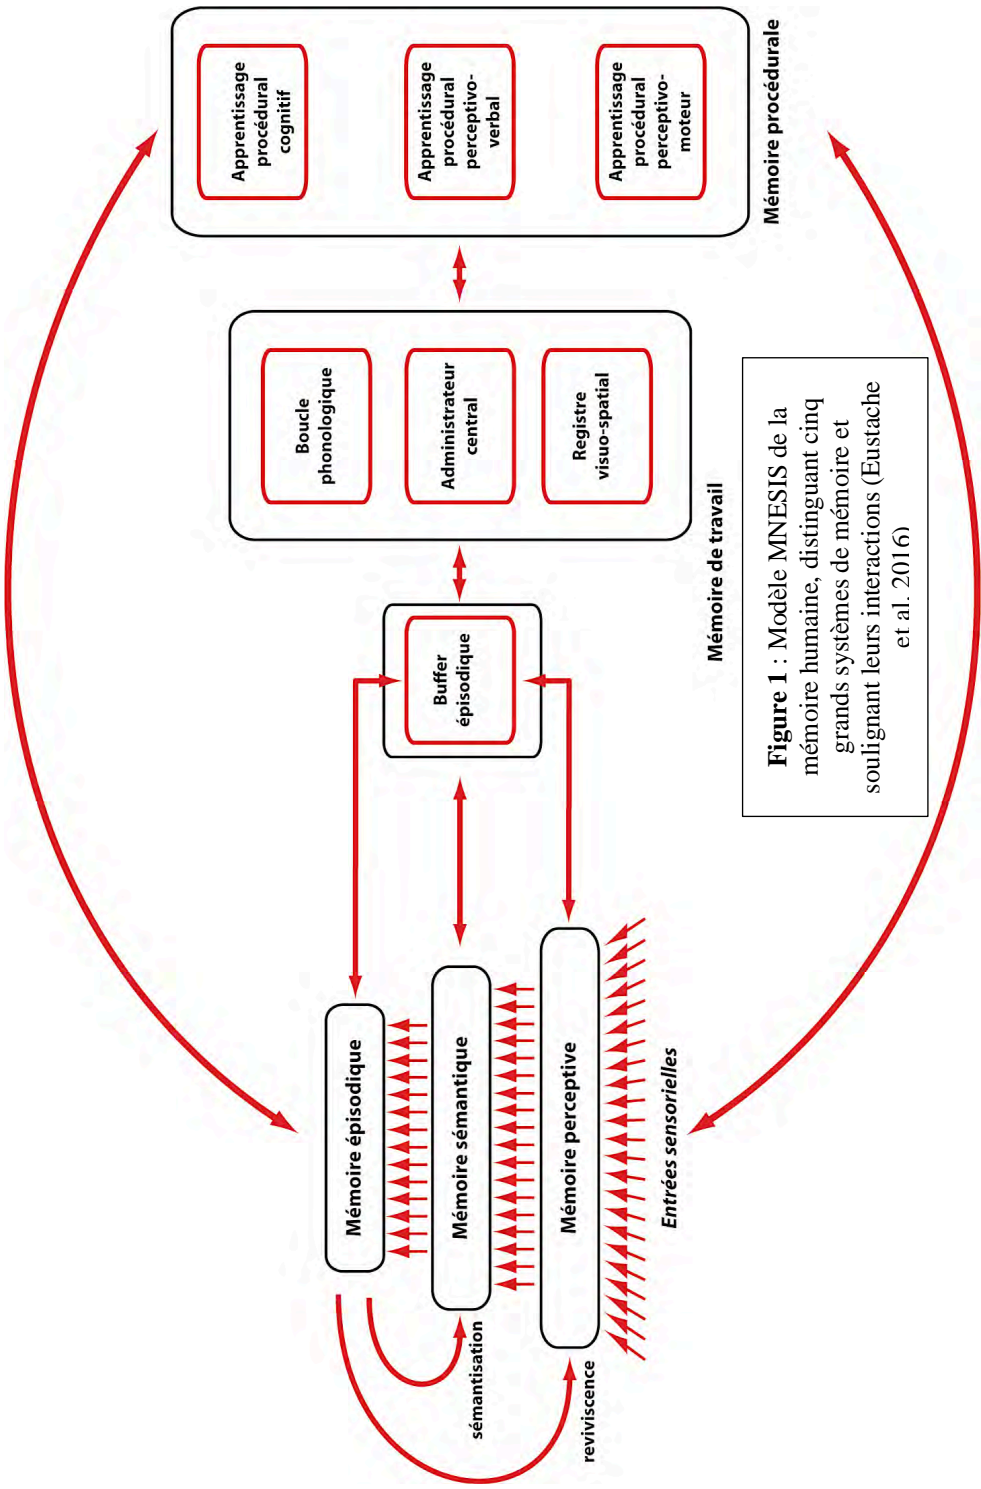 Mémoire épisodique
Mémoire sémantique
Mémoire perceptive
Entrées sensorielles
sémantisation
reviviscence
Buffer
épisodique
Boucle
phonologique
Administrateur
central
Registre
visuo-spatial
Mémoire de travail
Apprentissage
procédural
cognitif
Apprentissage
procédural
perceptivo-
verbal
Apprentissage
procédural
perceptivo-
moteur
Mémoire procédurale
Figure 1 : Modèle MNESIS de la
mémoire humaine, distinguant cinq
grands systèmes de mémoire et
soulignant leurs interactions (Eustache
et al. 2016)